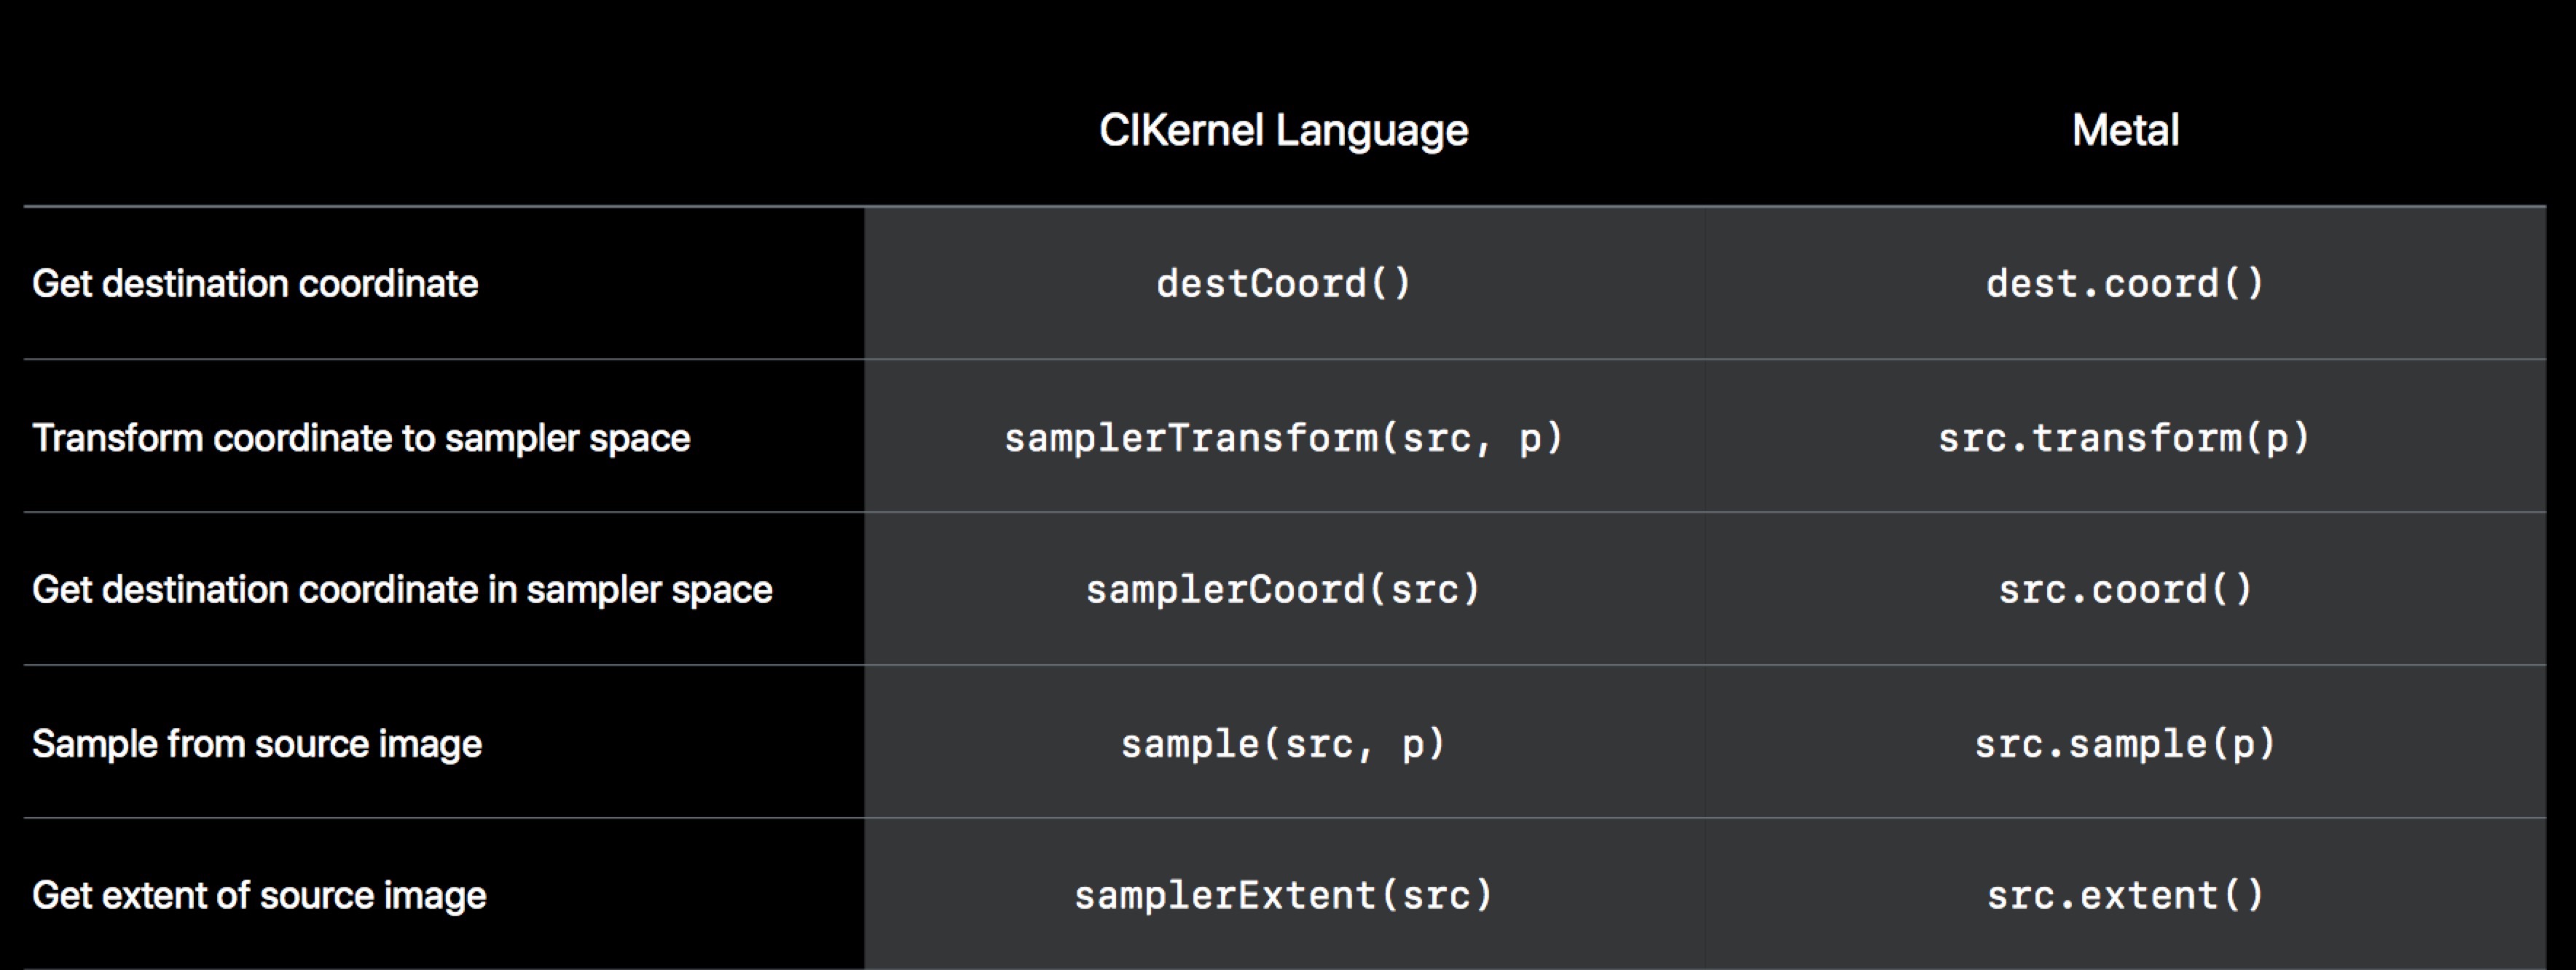 CIKernel Language Metal
Get destination coordinate destCoord() dest.coord()
Transform coordinate to sampler space samplerTransform(src, p) src.transform(p)
Get destination coordinate in sampler space samplerCoord(src) src.coord()
Sample from source image sample(src, p) src.sample(p)
Get extent of source image samplerExtent(src) src.extent()